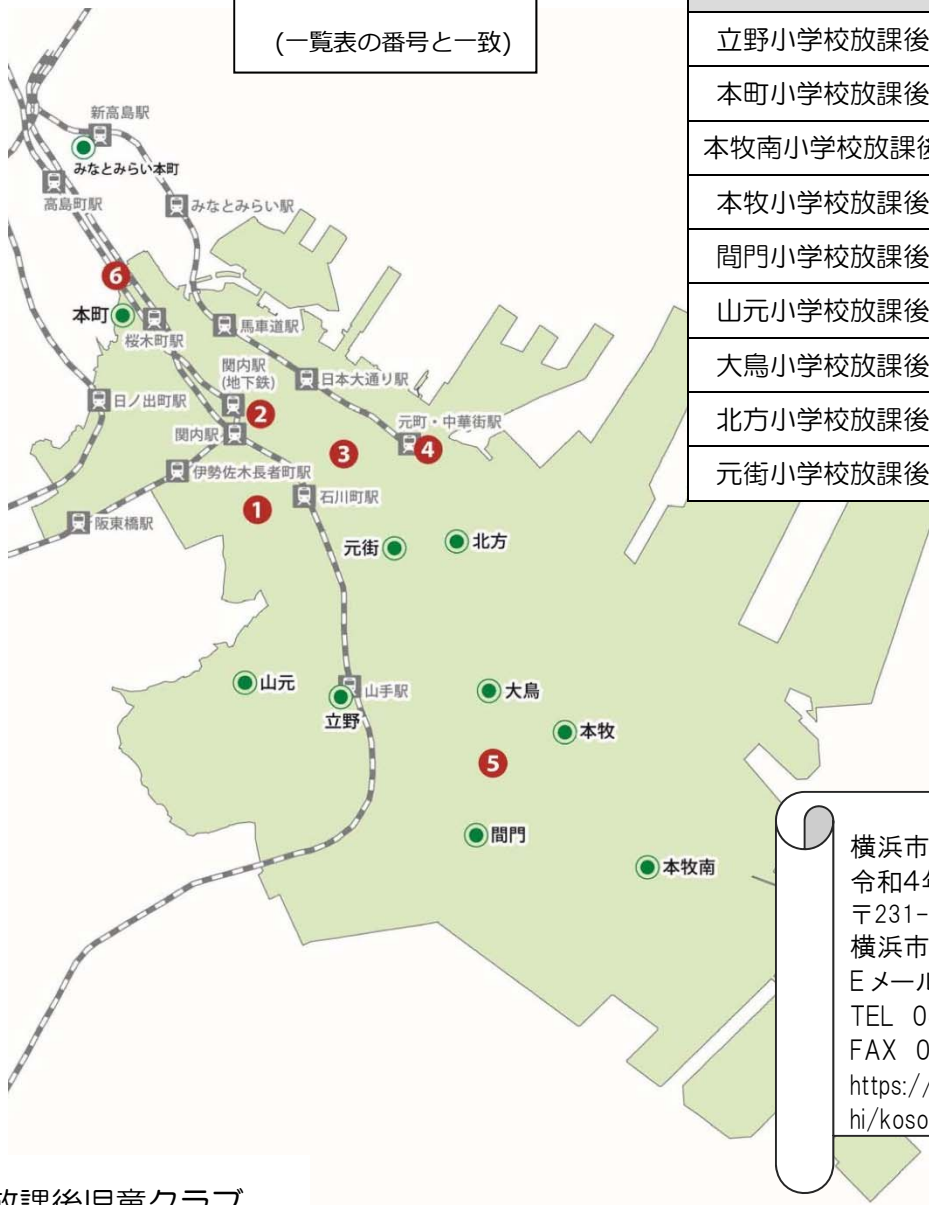 (一覧表の番号と一致)
立野小学校放課後
本町小学校放課後
本牧南小学校放課後
本牧小学校放課後
間門小学校放課後
山元小学校放課後
大鳥小学校放課後
北方小学校放課後
元街小学校放課後
新高島駅
みなとみらい本町
高島町駅
みなとみらい駅
6
本町
桜木町駅
馬車道駅
関内駅
(地下鉄)
日本大通り駅
日ノ出町駅
2
元町・中華街駅
関内駅
3
4
伊勢佐木長者町駅
石川町駅
1
阪東橋駅
元街
北方
山元
山手駅
立野
大鳥
本牧
5
間門
本牧南
横浜市
令和4年
〒231-
横浜市
Eメール
TEL 0
FAX 0
https://
hi/koso
放課後児童クラブ